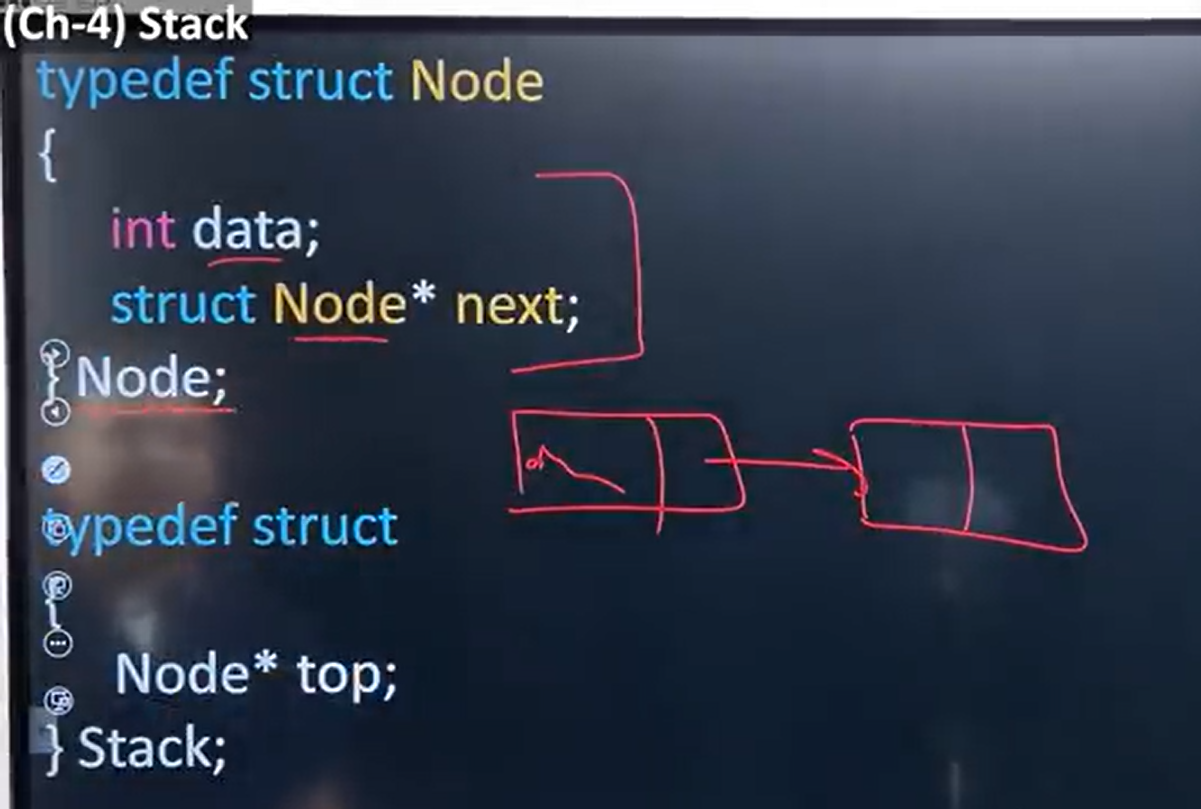 (Ch-4) Stack
typedef struct Node
{
int data;
struct Node* next;
} Node;
typedef struct
{
Node* top;
} Stack;